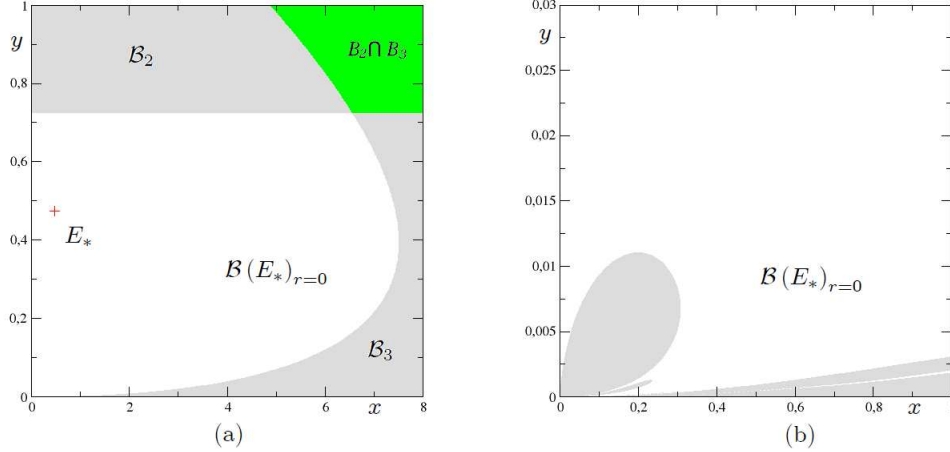 1
y
0,8
0,6
0,4
0,2
0
0
2
4
6
x
8
B₂
B₂∩B₃
E*
B(E*)r=0
B₃
(a)
0,03
y
0,025
0,02
0,015
0,01
0,005
0
0
0,2
0,4
0,6
0,8
x
B(E*)r=0
(b)